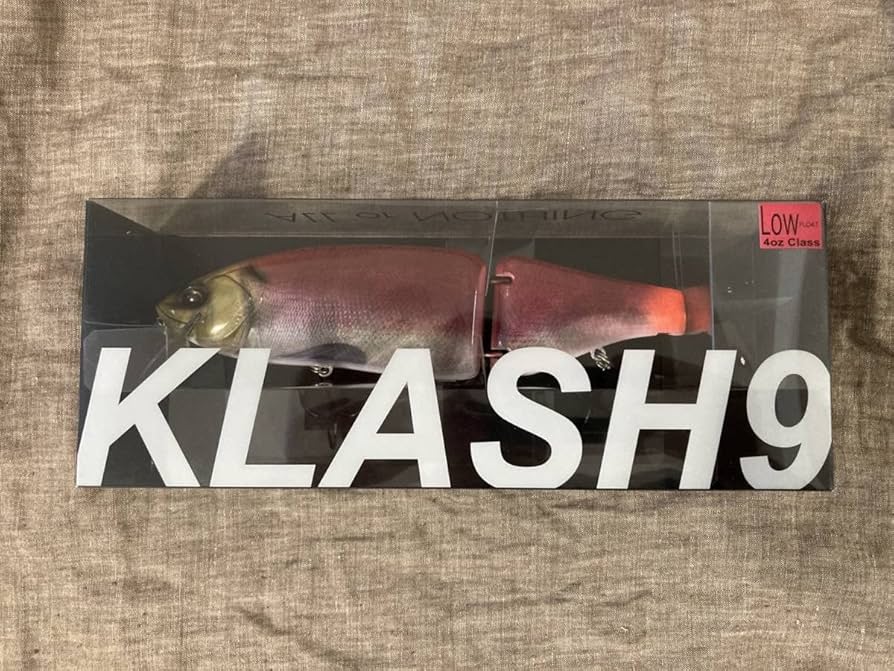 ALL or NOTHING
LOW FLOAT
4oz Class
KLASH9